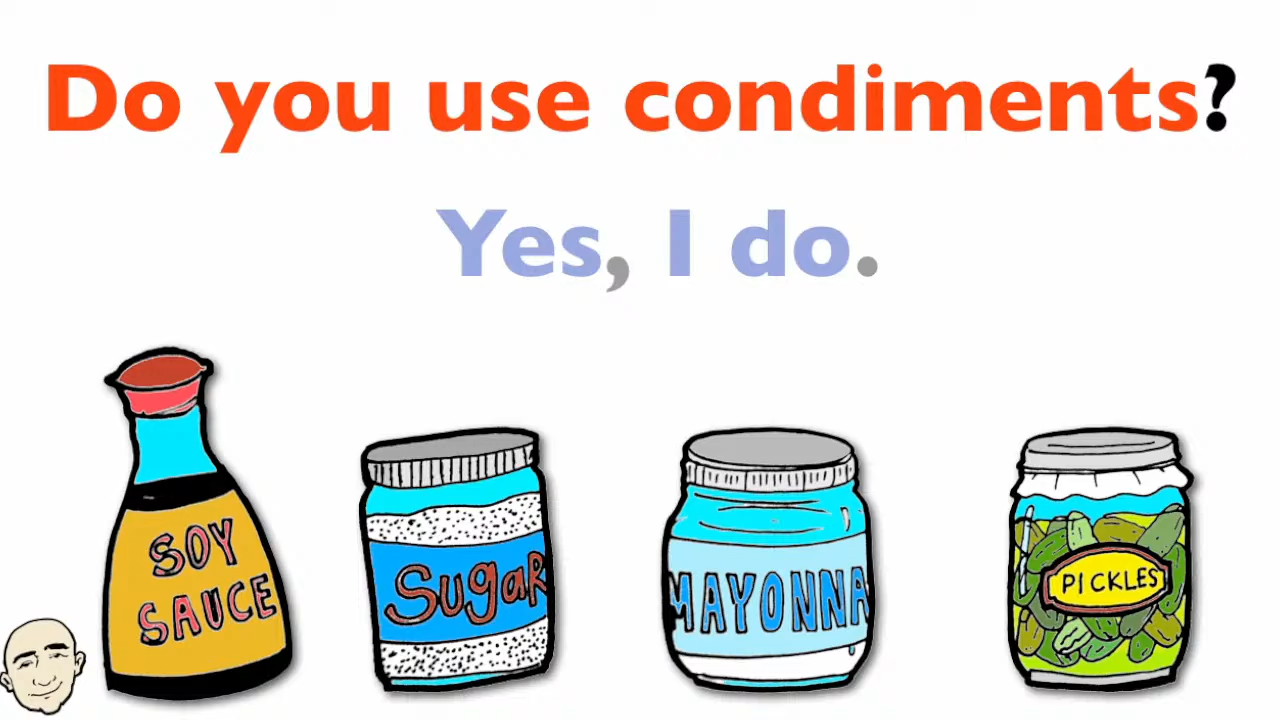 Do you use condiments?
Yes, I do.
SOY
SAUCE
Sugar
MAYONNA
PICKLES